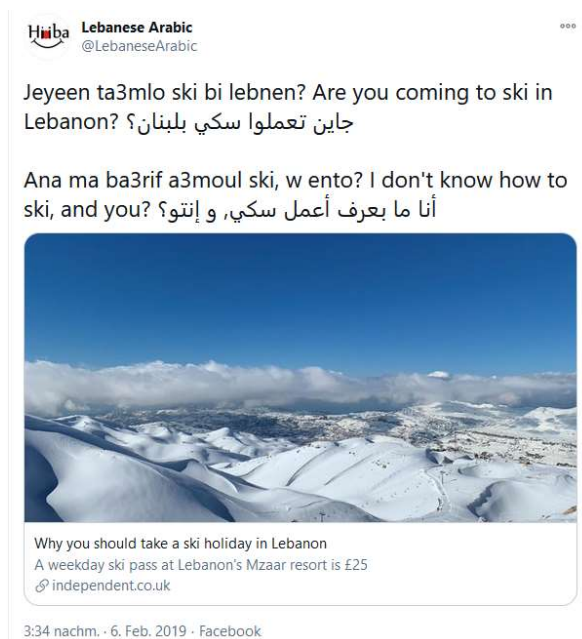 Hiba Lebanese Arabic
@LebaneseArabic
Jeyeen ta3mlo ski bi lebnen? Are you coming to ski in
Lebanon? جاين تعملوا سكي بلبنان؟
Ana ma ba3rif a3moul ski, w ento? I don't know how to
ski, and you? أنا ما بعرف أعمل سكي, و إنتو؟
Why you should take a ski holiday in Lebanon
A weekday ski pass at Lebanon's Mzaar resort is £25
independent.co.uk
3:34 nachm. · 6. Feb. 2019 · Facebook